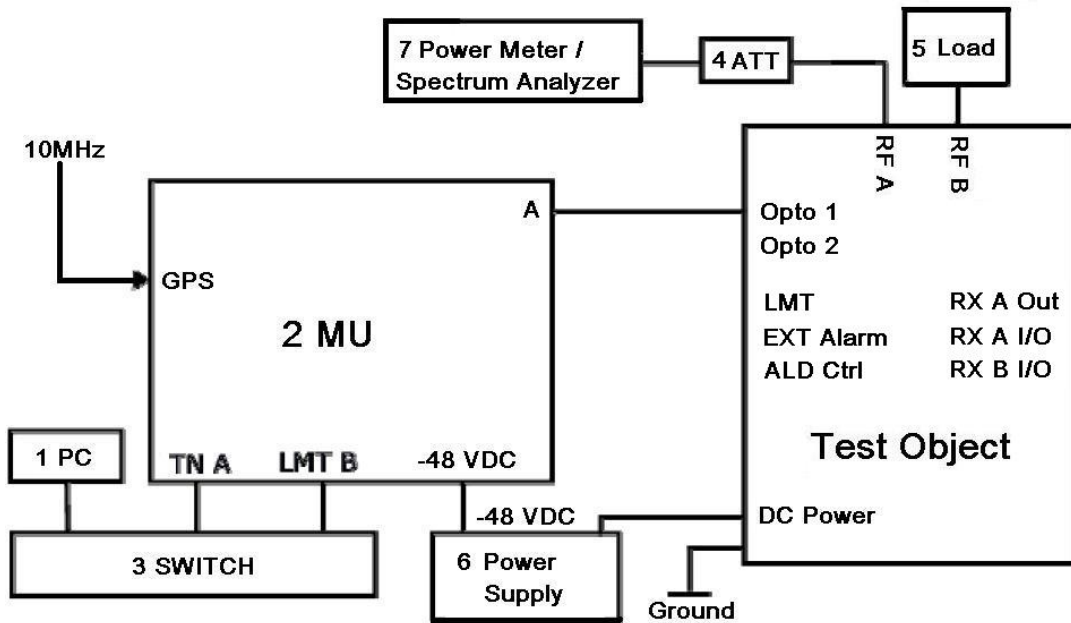 7 Power Meter /
Spectrum Analyzer
4 ATT
5 Load
10MHz
RF A
RF B
A
Opto 1
Opto 2
GPS
LMT
RX A Out
2 MU
EXT Alarm
RX A I/O
ALD Ctrl
RX B I/O
1 PC
TN A
LMT B
-48 VDC
Test Object
-48 VDC
DC Power
3 SWITCH
6 Power
Supply
Ground